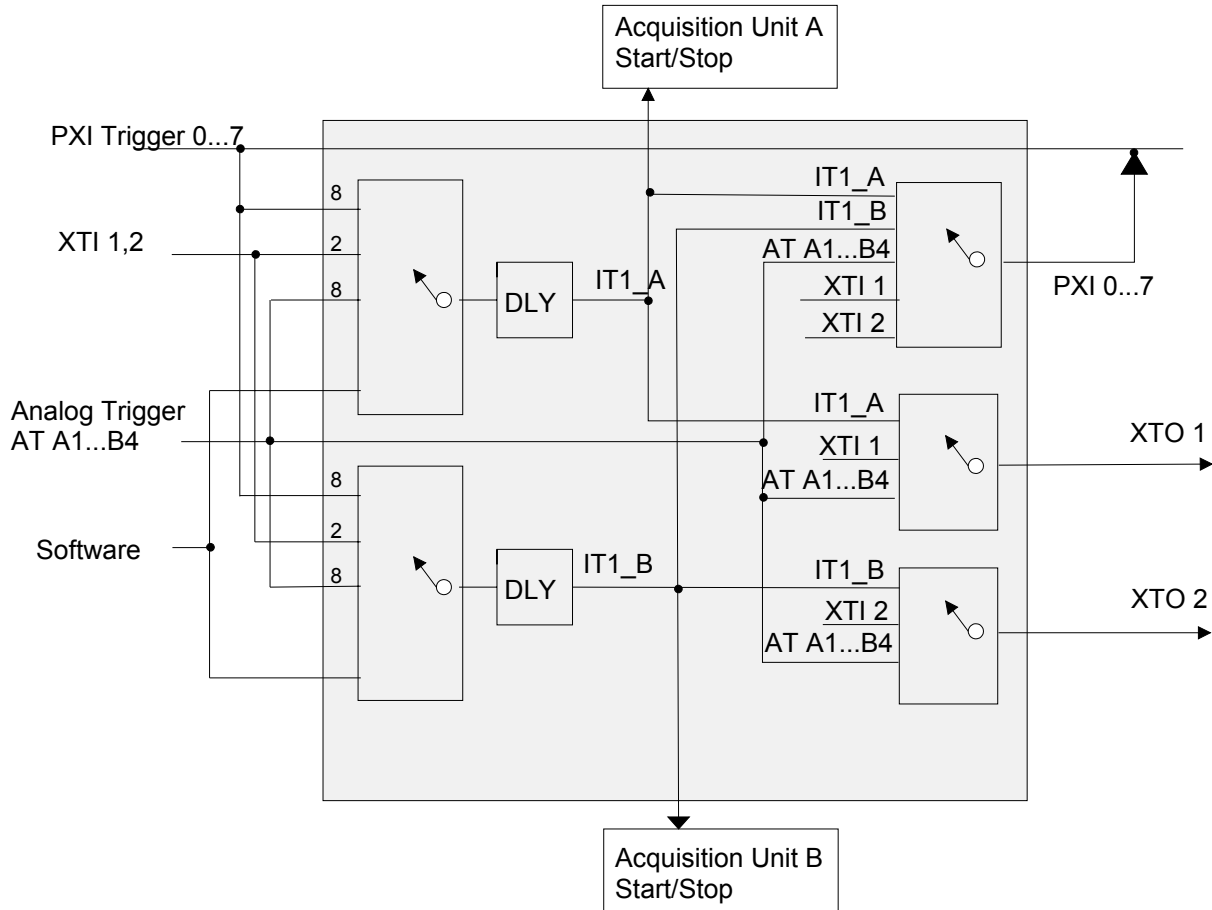 Acquisition Unit A
Start/Stop
PXI Trigger 0...7
8
XTI 1,2
2
8
DLY
IT1_A
IT1_A
IT1_B
AT A1...B4
XTI 1
XTI 2
PXI 0...7
Analog Trigger
AT A1...B4
IT1_A
XTI 1
AT A1...B4
XTO 1
8
Software
2
8
DLY
IT1_B
IT1_B
XTI 2
AT A1...B4
XTO 2
Acquisition Unit B
Start/Stop